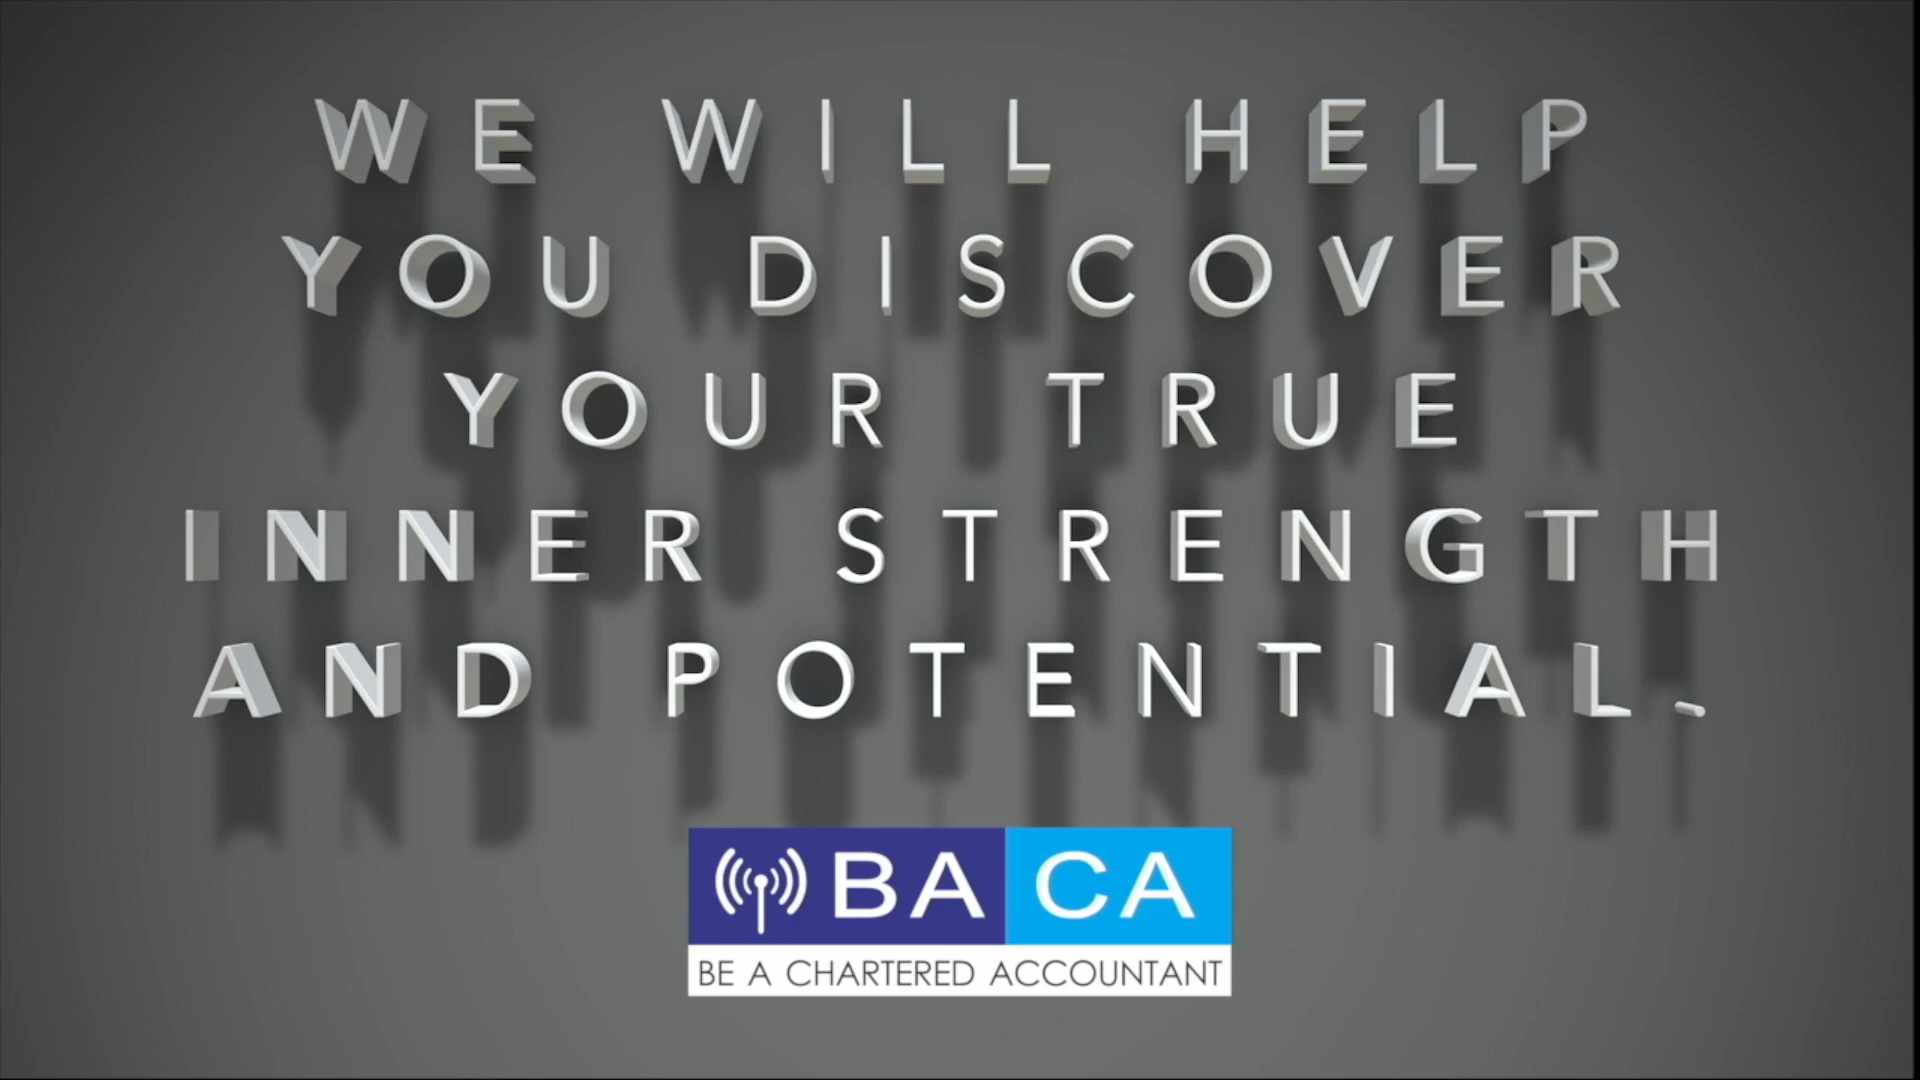 WE WILL HELP
YOU DISCOVER
YOUR TRUE
INNER STRENGTH
AND POTENTIAL.
BA CA
BE A CHARTERED ACCOUNTANT